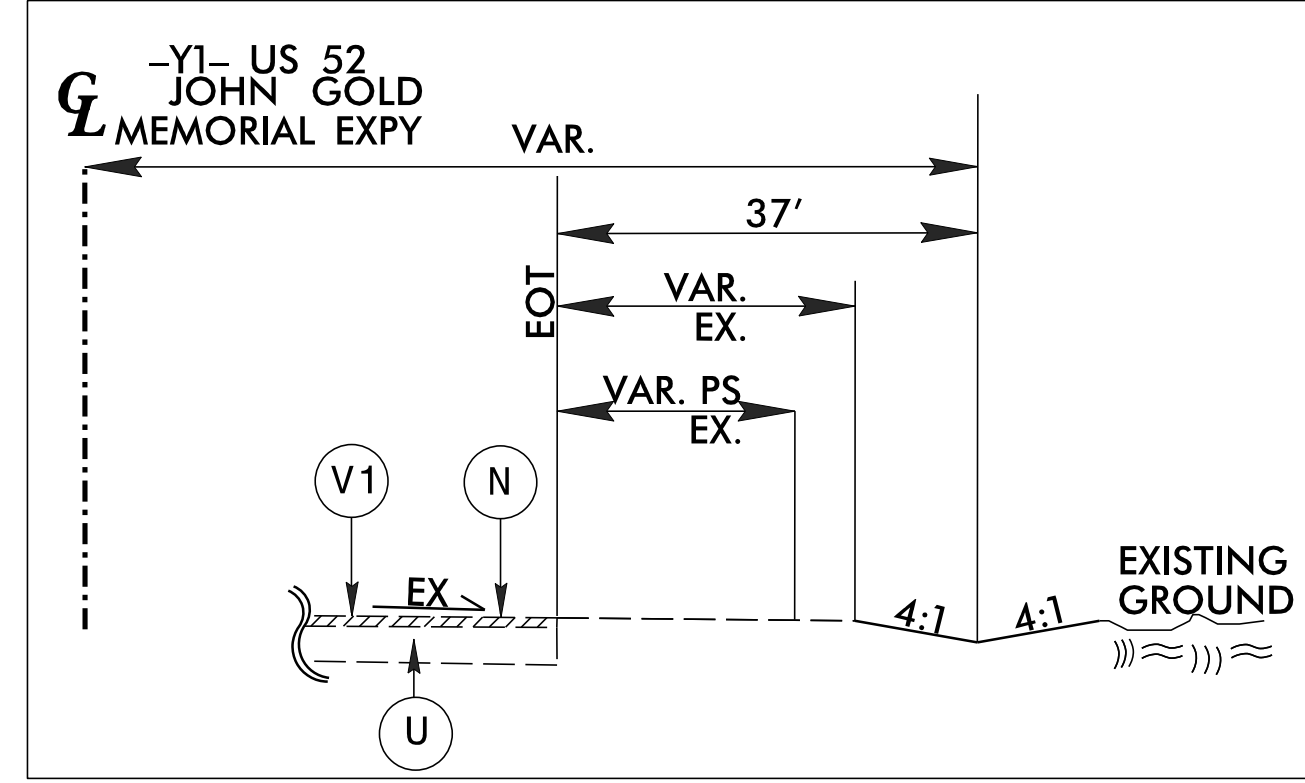 –Y1– US 52
JOHN GOLD
MEMORIAL EXPY
CL
VAR.
37′
EOT
VAR.
EX.
VAR. PS
EX.
V1
N
EX
4:1
4:1
EXISTING
GROUND
U